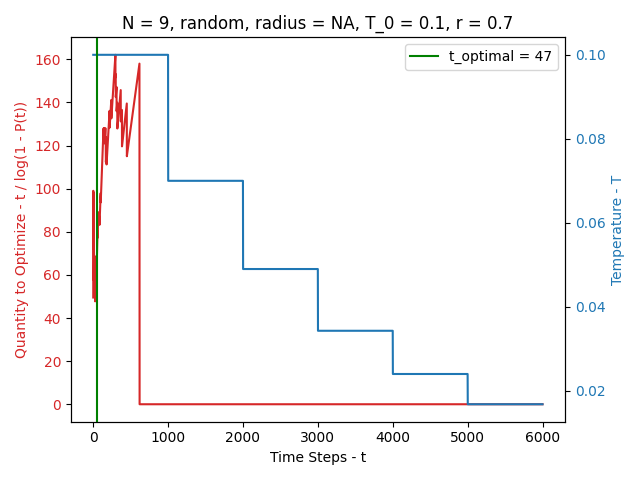 N = 9, random, radius = NA, T_0 = 0.1, r = 0.7
t_optimal = 47
Quantity to Optimize - t / log(1 - P(t))
160
140
120
100
80
60
40
20
0
0.10
0.08
0.06
0.04
0.02
Temperature - T
0 1000 2000 3000 4000 5000 6000
Time Steps - t